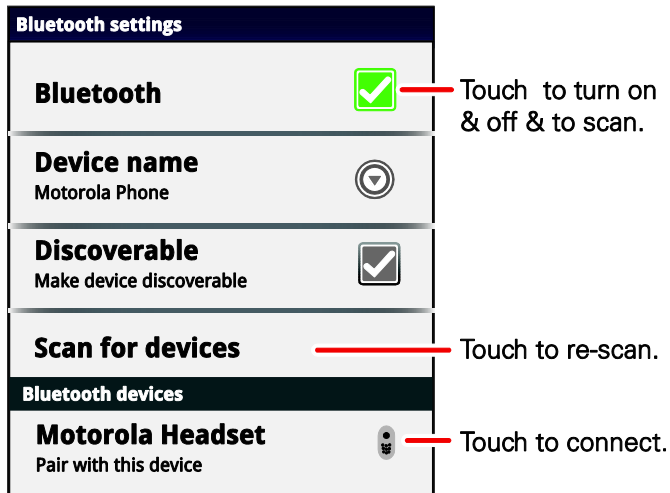 Bluetooth settings
Bluetooth
Touch to turn on
& off & to scan.
Device name
Motorola Phone
Discoverable
Make device discoverable
Scan for devices
Touch to re-scan.
Bluetooth devices
Motorola Headset
Touch to connect.
Pair with this device